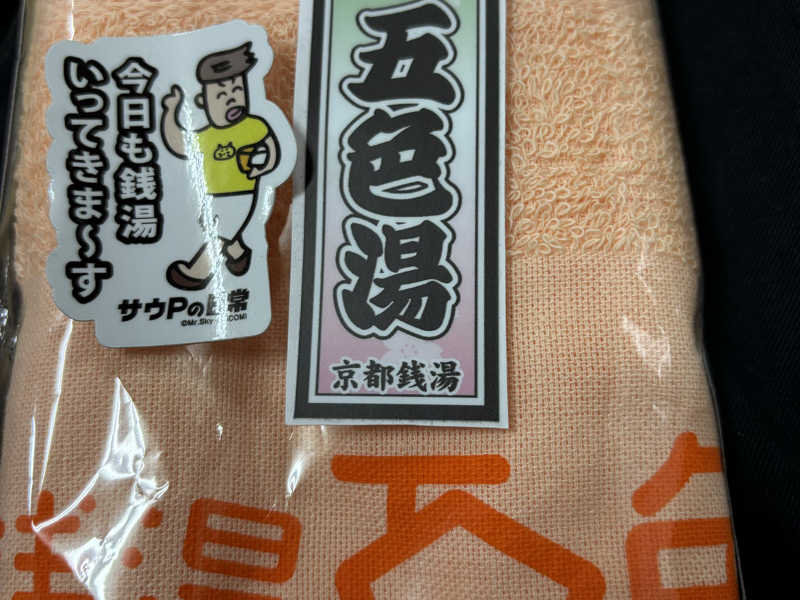 今日も銭湯
いってきま〜す
サウPの日常
五色湯
京都銭湯